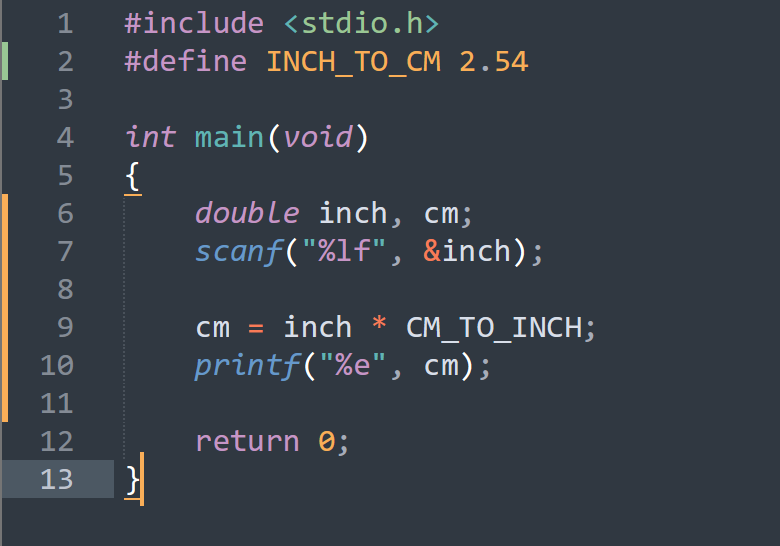 1 #include <stdio.h>
2 #define INCH_TO_CM 2.54
3
4 int main(void)
5 {
6     double inch, cm;
7     scanf("%lf", &inch);
8
9     cm = inch * CM_TO_INCH;
10     printf("%e", cm);
11
12     return 0;
13 }